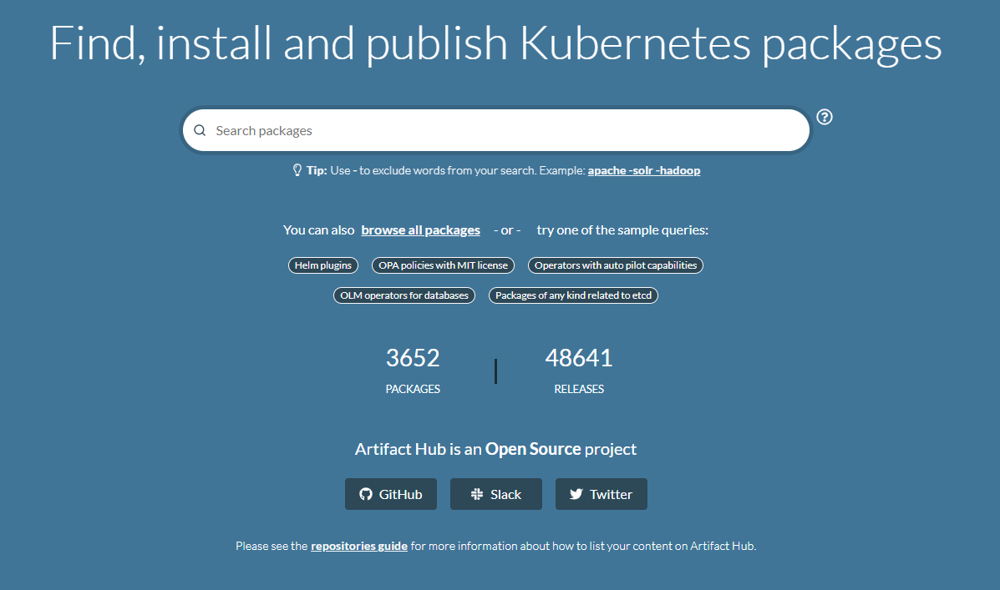 Find, install and publish Kubernetes packages
Search packages
Tip: Use - to exclude words from your search. Example: apache -solr -hadoop
You can also browse all packages - or - try one of the sample queries:
Helm plugins OPA policies with MIT license Operators with auto pilot capabilities
OLM operators for databases Packages of any kind related to etcd
3652 48641
PACKAGES RELEASES
Artifact Hub is an Open Source project
GitHub Slack Twitter
Please see the repositories guide for more information about how to list your content on Artifact Hub.